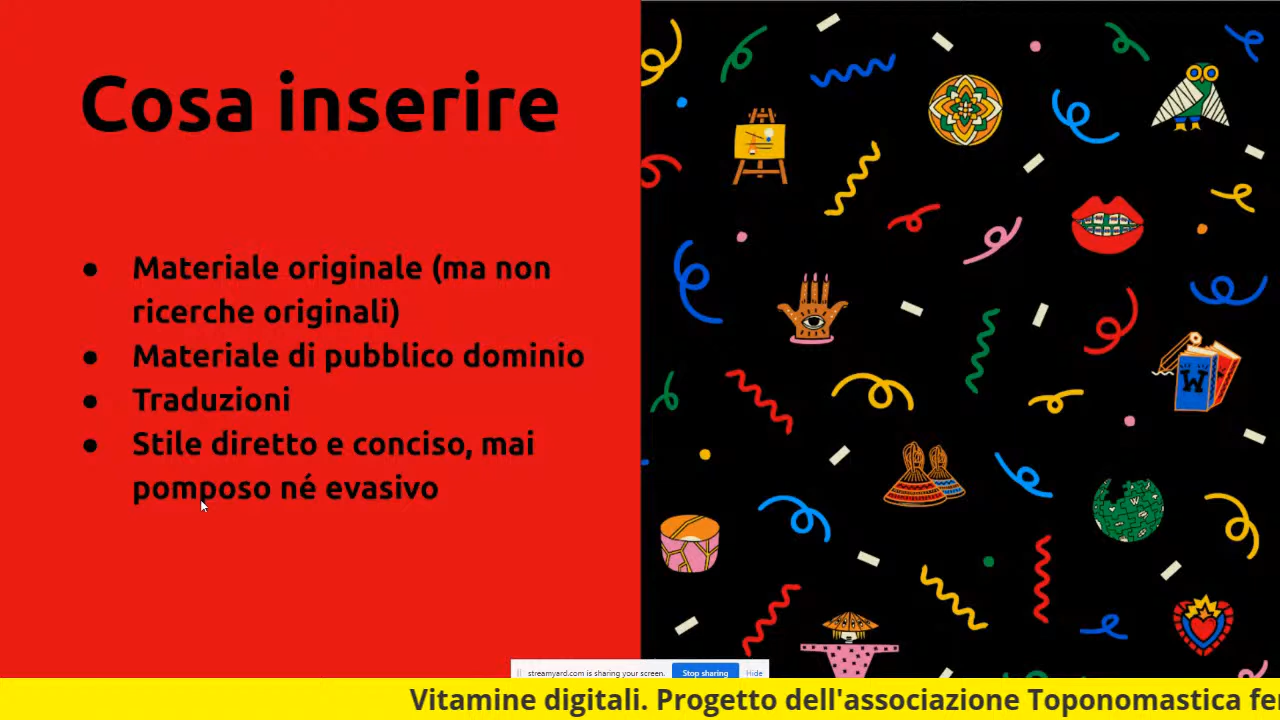 Cosa inserire
● Materiale originale (ma non
ricerche originali)
● Materiale di pubblico dominio
● Traduzioni
● Stile diretto e conciso, mai
pomposo né evasivo
W
streamyard.com is sharing your screen. Stop sharing Hide
Vitamine digitali. Progetto dell'associazione Toponomastica fe